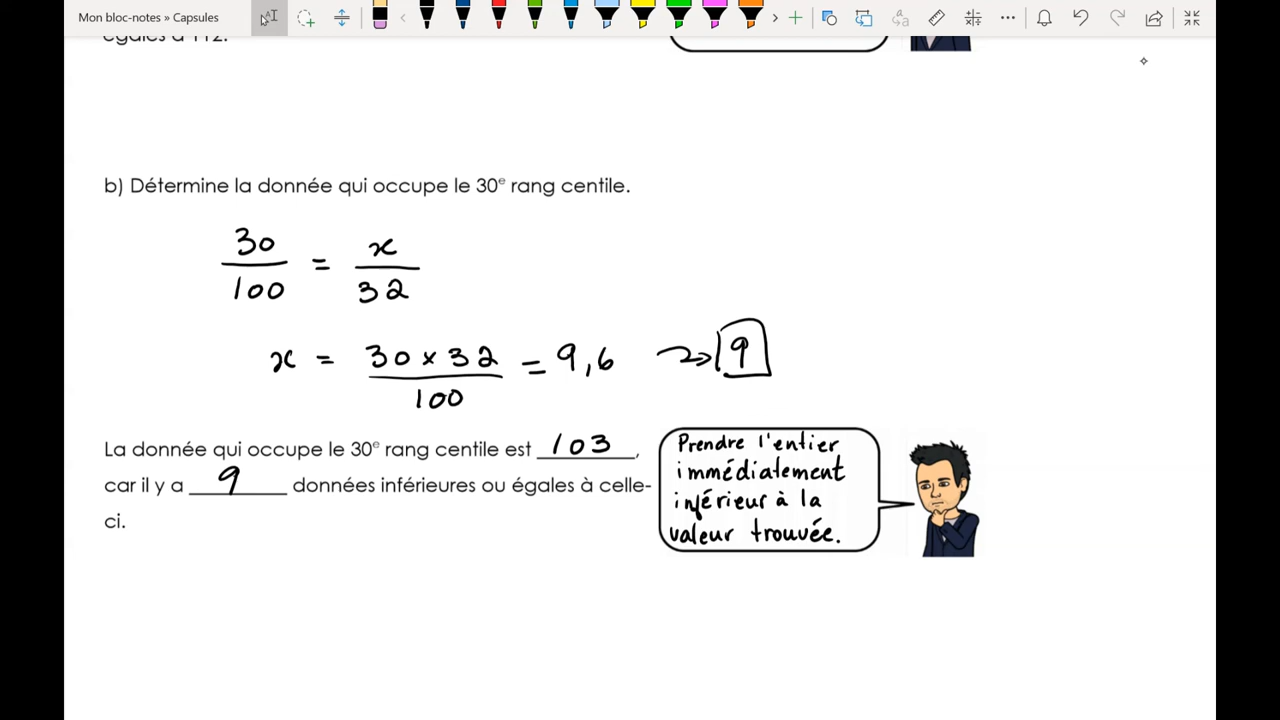 Mon bloc-notes » Capsules
égales à 112.
b) Détermine la donnée qui occupe le 30e rang centile.
30/100 = x/32
x = 30 × 32/100 = 9,6 → 9
La donnée qui occupe le 30e rang centile est 103,
car il y a 9 données inférieures ou égales à celle-
ci.
Prendre l'entier
immédiatement
inférieur à la
valeur trouvée.